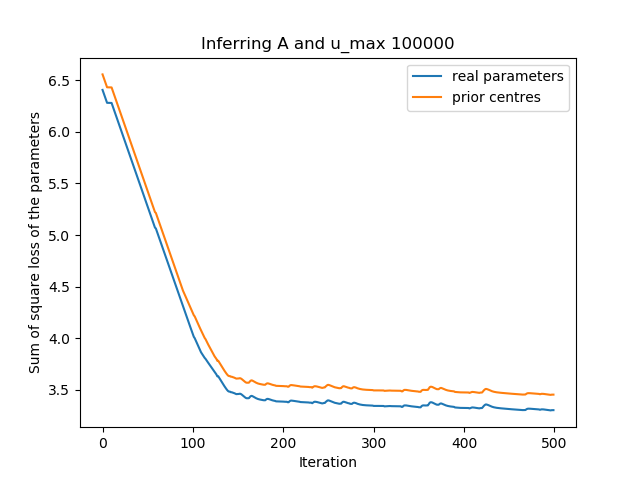 Inferring A and u_max 100000
real parameters
prior centres
Sum of square loss of the parameters
6.5
6.0
5.5
5.0
4.5
4.0
3.5
0 100 200 300 400 500
Iteration